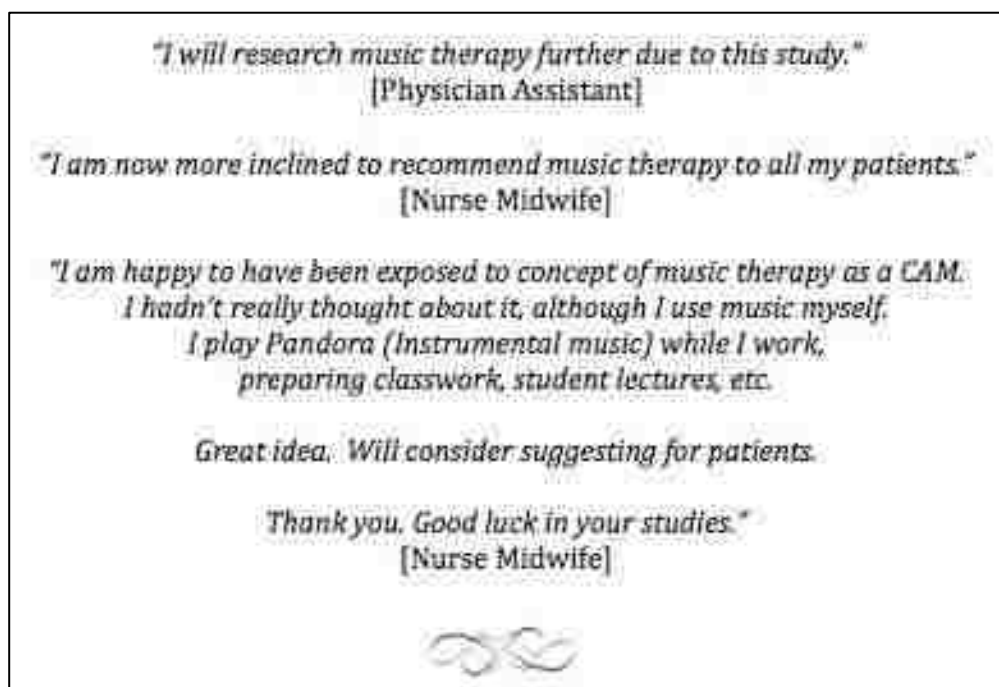 "I will research music therapy further due to this study."
[Physician Assistant]
"I am now more inclined to recommend music therapy to all my patients."
[Nurse Midwife]
"I am happy to have been exposed to concept of music therapy as a CAM.
I hadn't really thought about it, although I use music myself.
I play Pandora (Instrumental music) while I work,
preparing classwork, student lectures, etc.
Great idea. Will consider suggesting for patients.
Thank you. Good luck in your studies."
[Nurse Midwife]